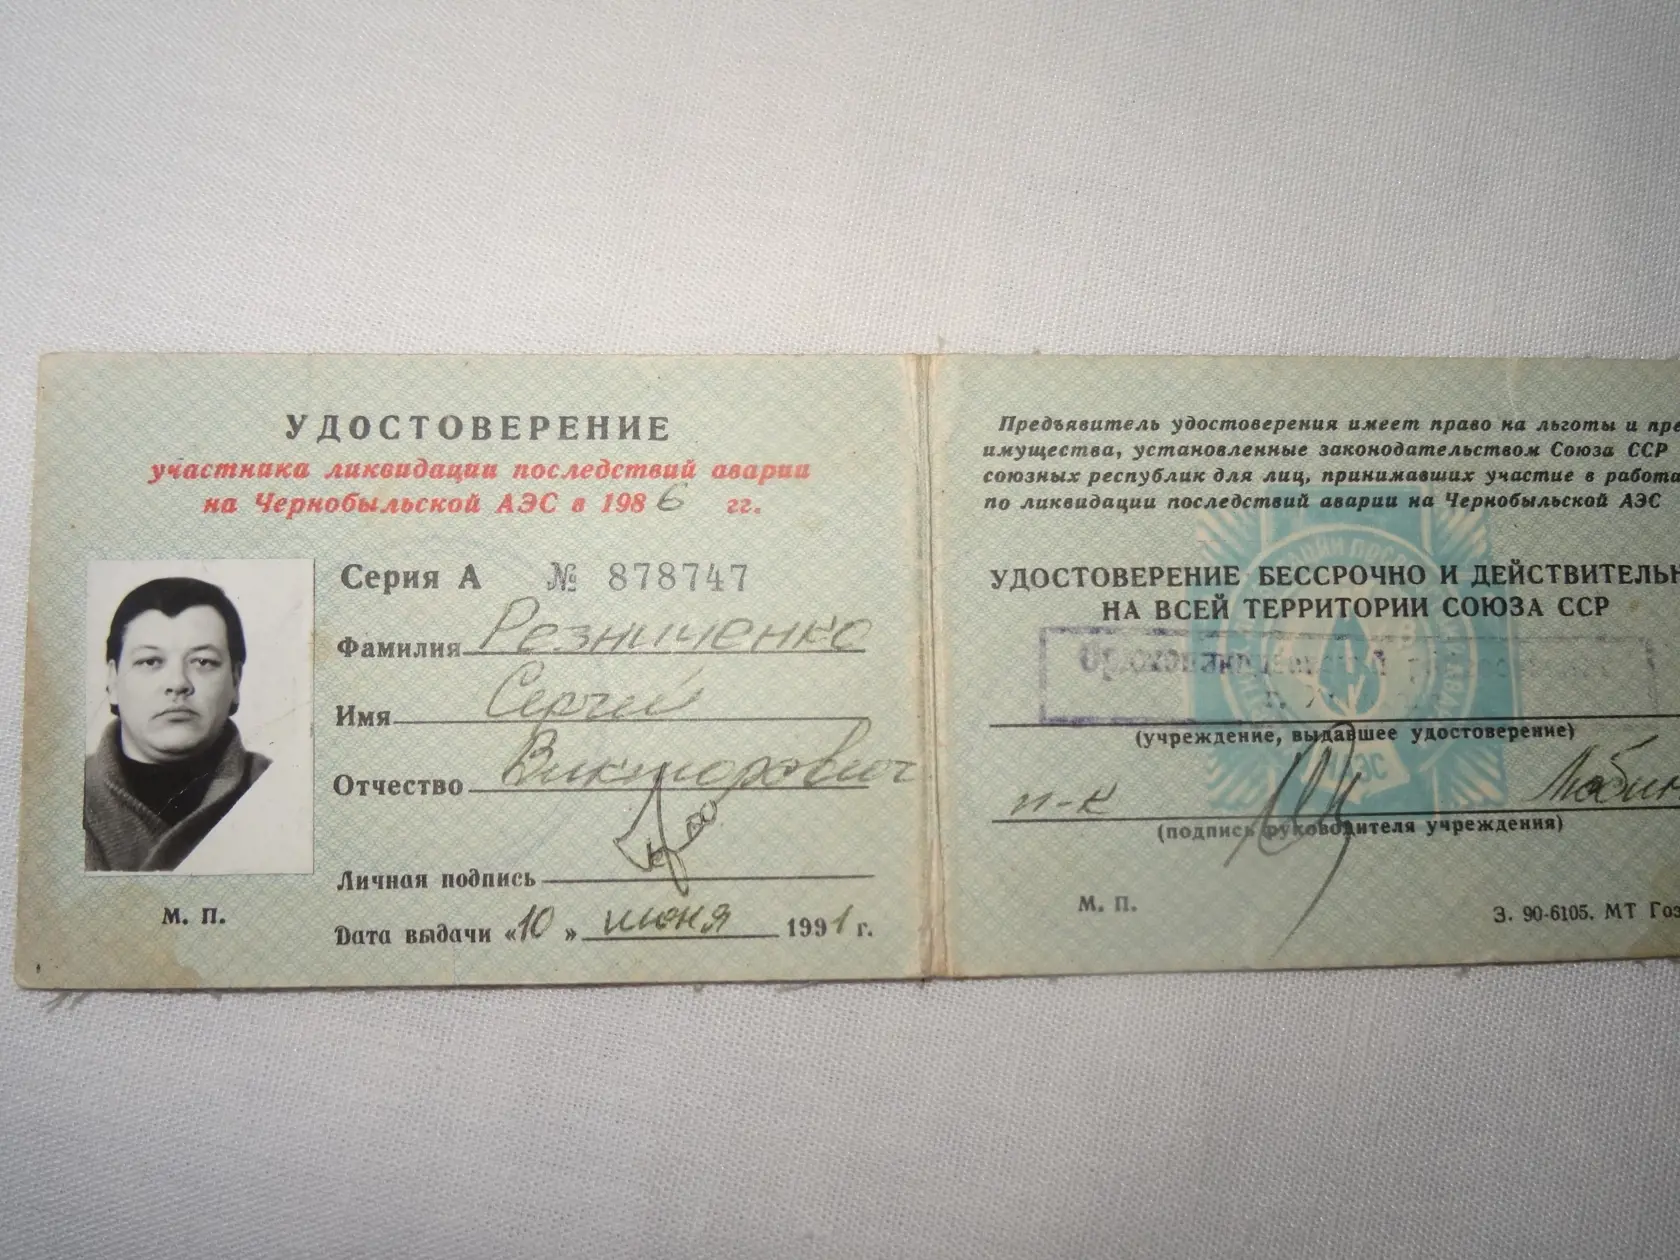 УДОСТОВЕРЕНИЕ
участника ликвидации последствий аварии
на Чернобыльской АЭС в 1986 гг.
Серия А № 878747
Фамилия Резниченко
Имя Сергей
Отчество Викторович
Личная подпись
М. П.
Дата выдачи «10» июня 1991 г.
Предъявитель удостоверения имеет право на льготы и пре
имущества, установленные законодательством Союза ССР
союзных республик для лиц, принимавших участие в работа
по ликвидации последствий аварии на Чернобыльской АЭС
УДОСТОВЕРЕНИЕ БЕССРОЧНО И ДЕЙСТВИТЕЛЬН
НА ВСЕЙ ТЕРРИТОРИИ СОЮЗА ССР
(учреждение, выдавшее удостоверение)
п-к
(подпись руководителя учреждения)
М. П.
З. 90-6105. МТ Гоз